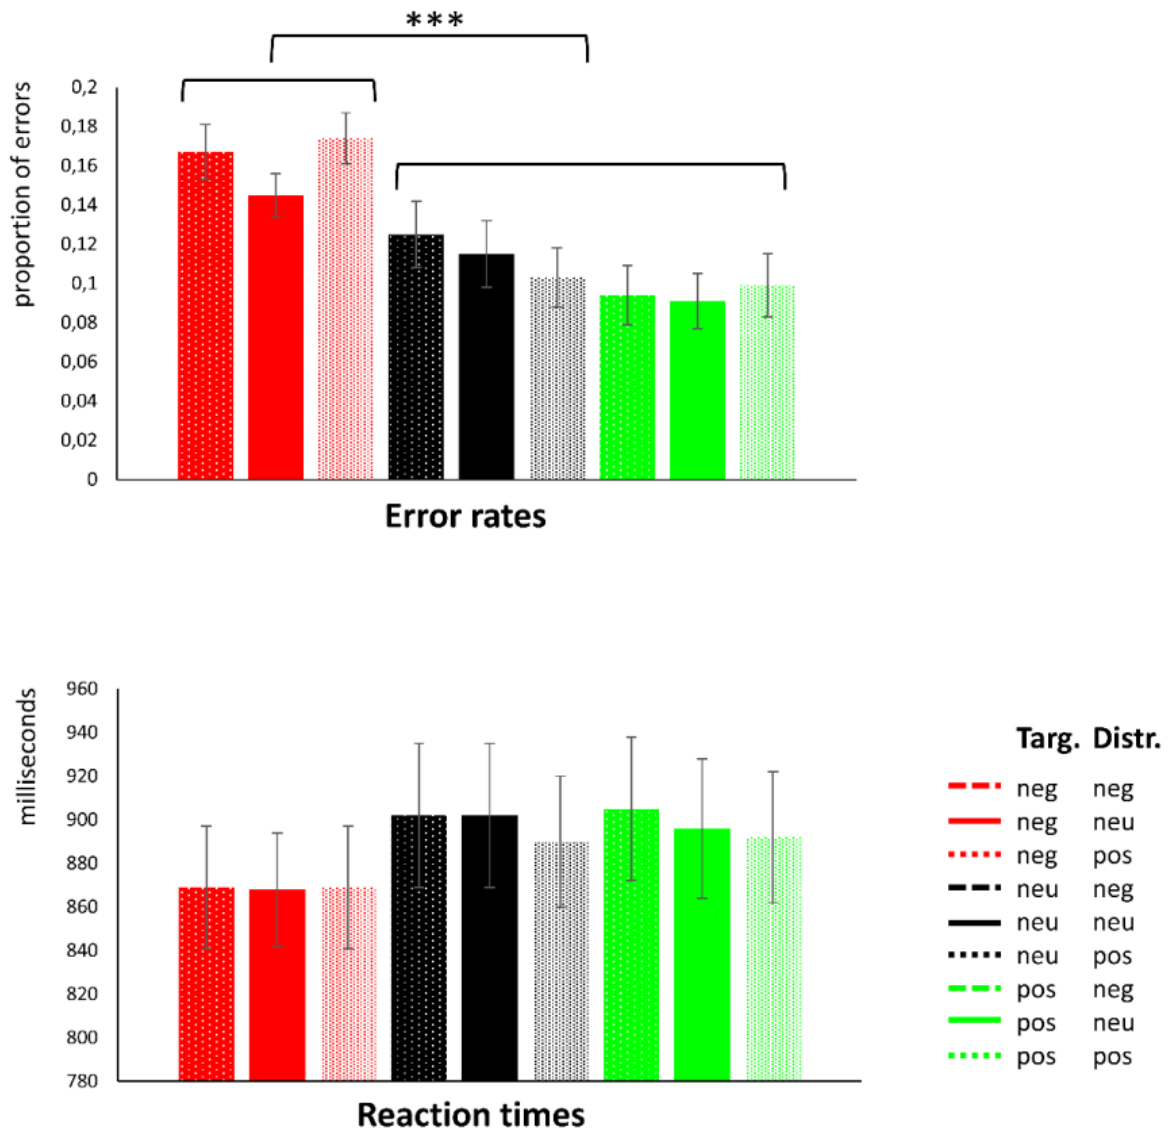 ***
proportion of errors
0,2
0,18
0,16
0,14
0,12
0,1
0,08
0,06
0,04
0,02
0
Error rates
milliseconds
960
940
920
900
880
860
840
820
800
780
Reaction times
Targ. Distr.
neg neg
neg neu
neg pos
neu neg
neu neu
neu pos
pos neg
pos neu
pos pos